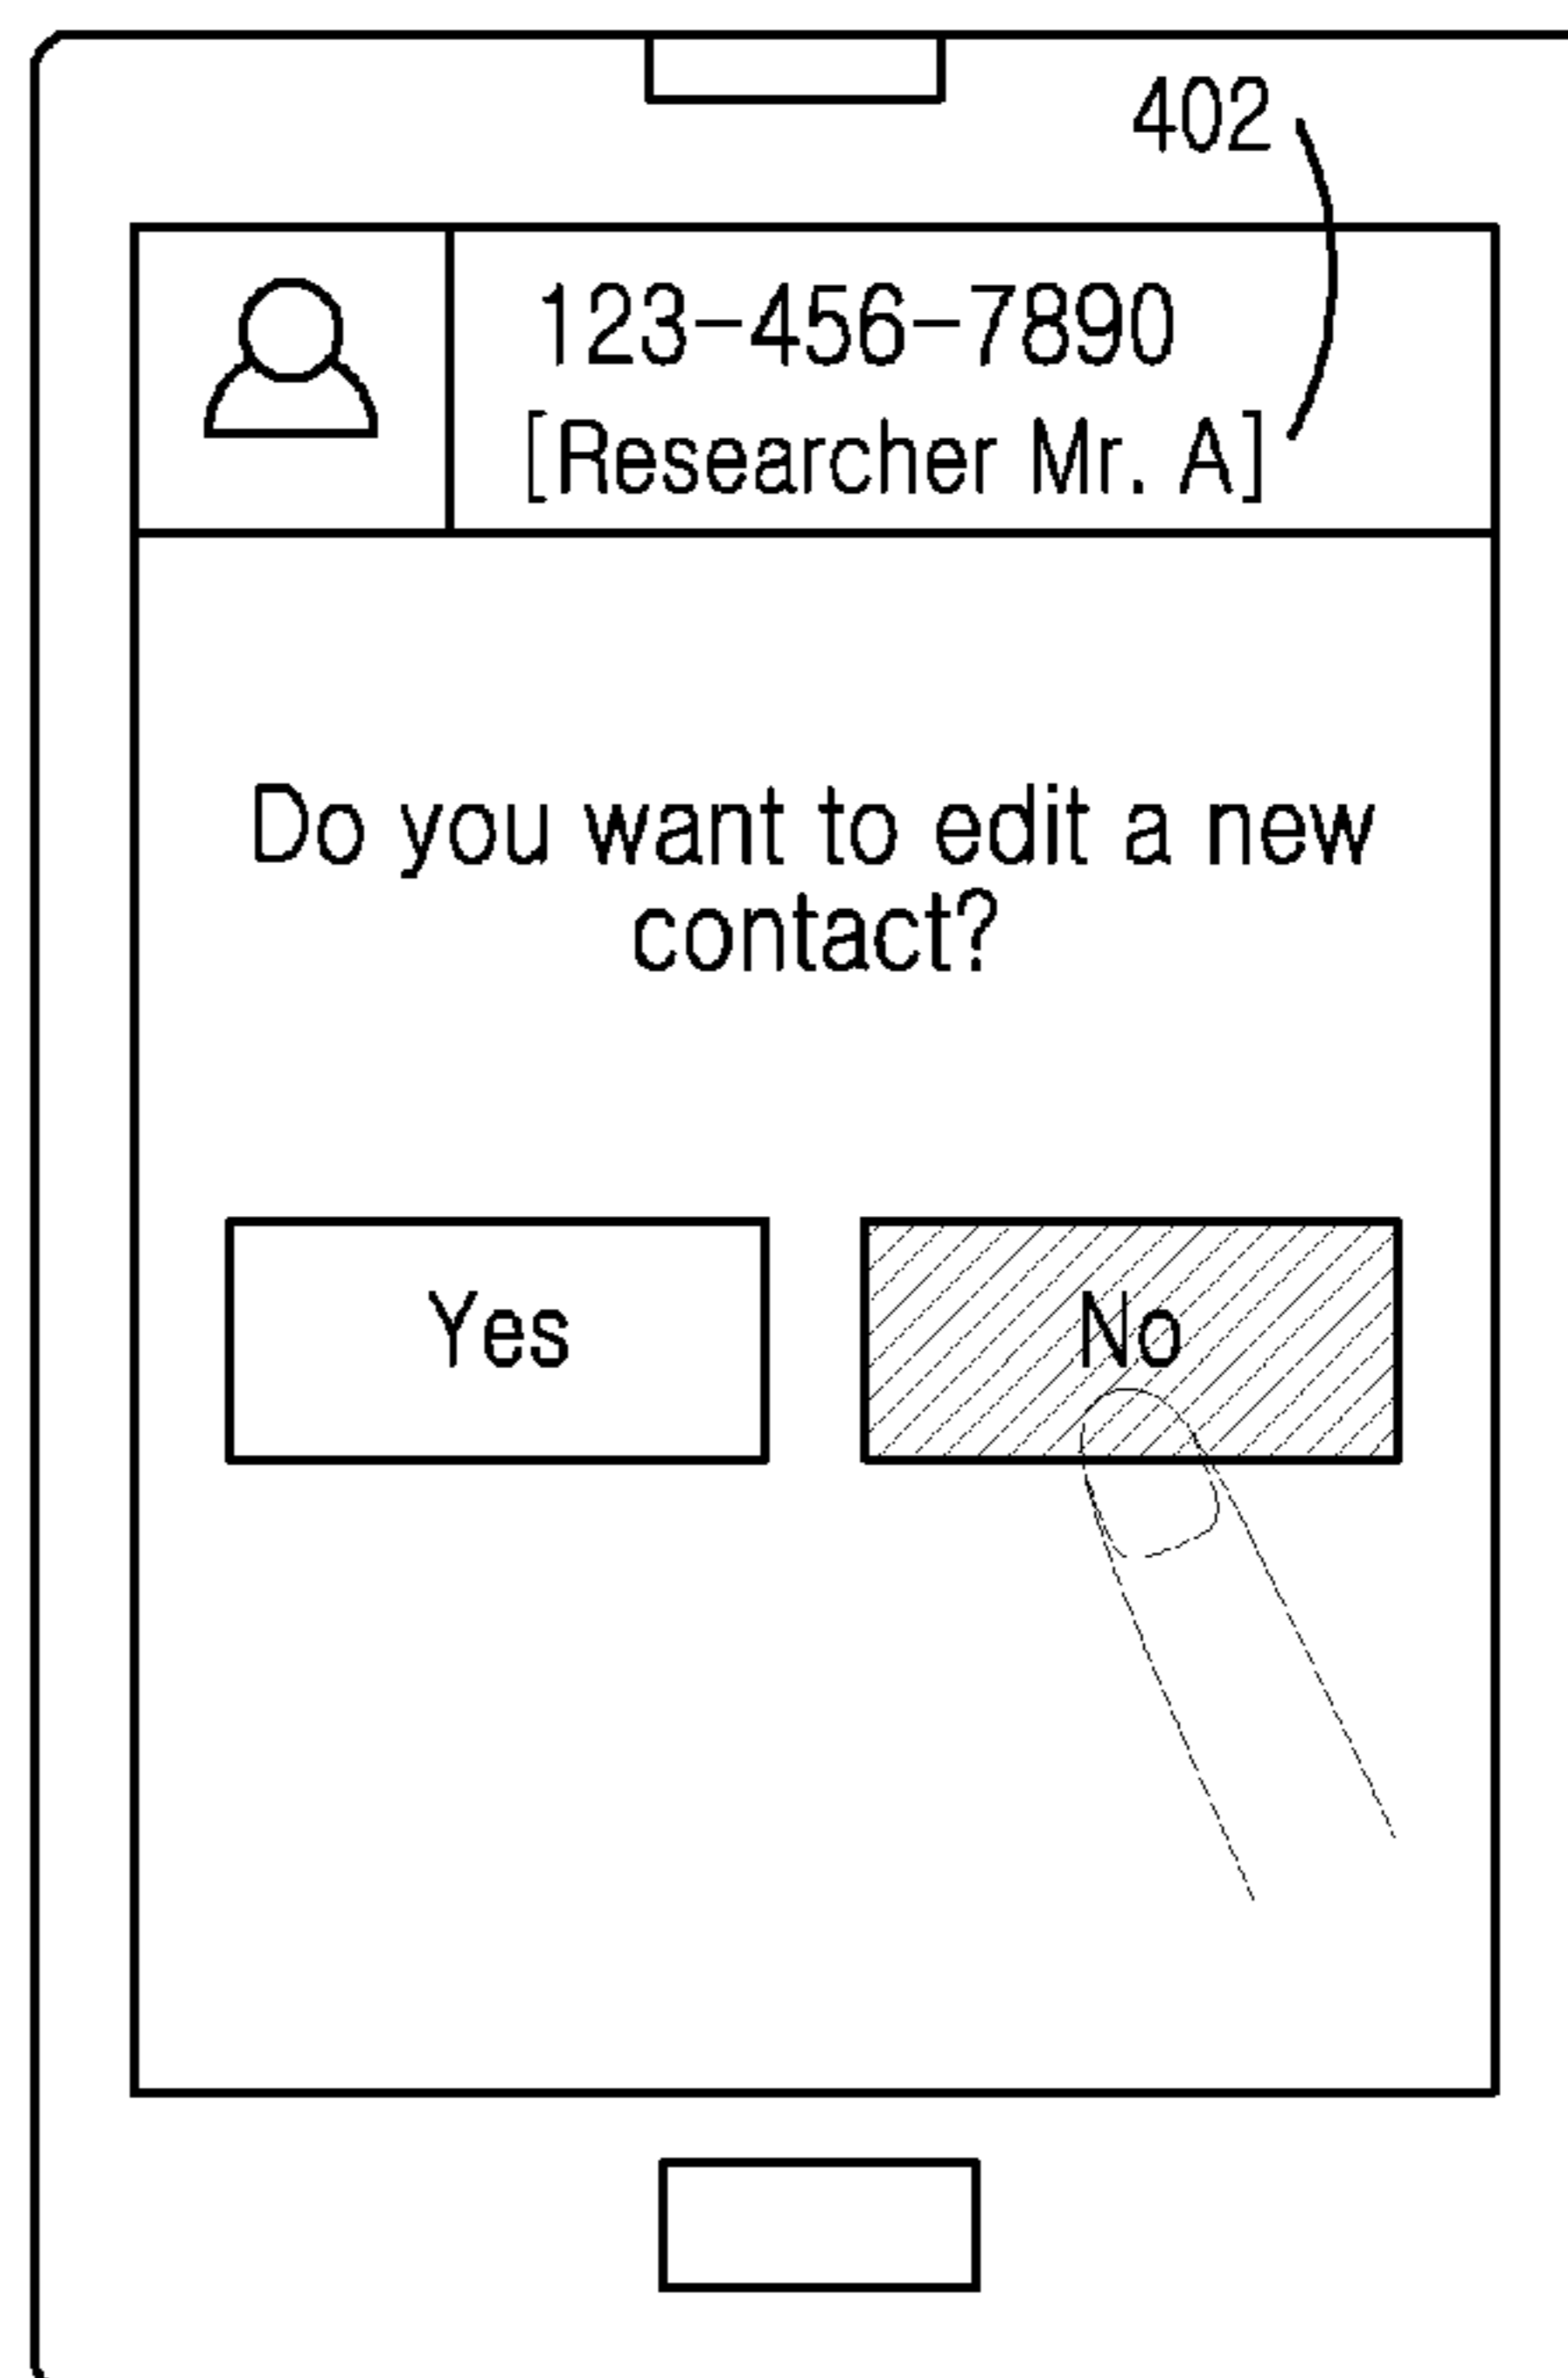 402
123-456-7890
[Researcher Mr. A]
Do you want to edit a new
contact?
Yes
No